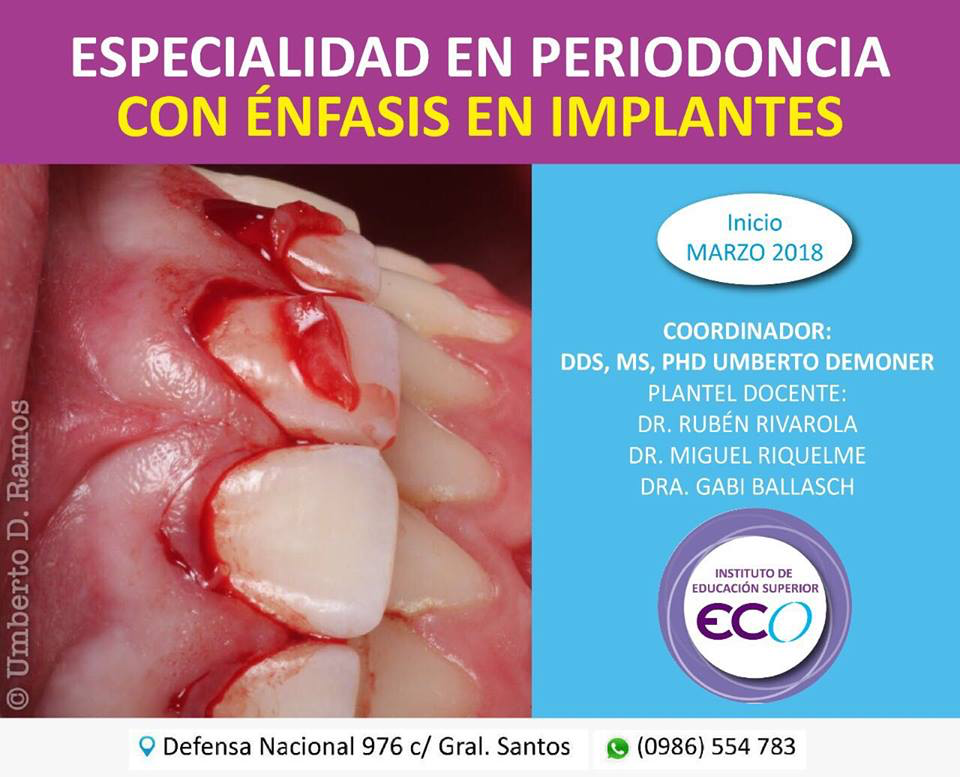 ESPECIALIDAD EN PERIODONCIA
CON ÉNFASIS EN IMPLANTES
© Umberto D. Ramos
Inicio
MARZO 2018
COORDINADOR:
DDS, MS, PHD UMBERTO DEMONER
PLANTEL DOCENTE:
DR. RUBÉN RIVAROLA
DR. MIGUEL RIQUELME
DRA. GABI BALLASCH
INSTITUTO DE
EDUCACIÓN SUPERIOR
ECO
Defensa Nacional 976 c/ Gral. Santos
(0986) 554 783